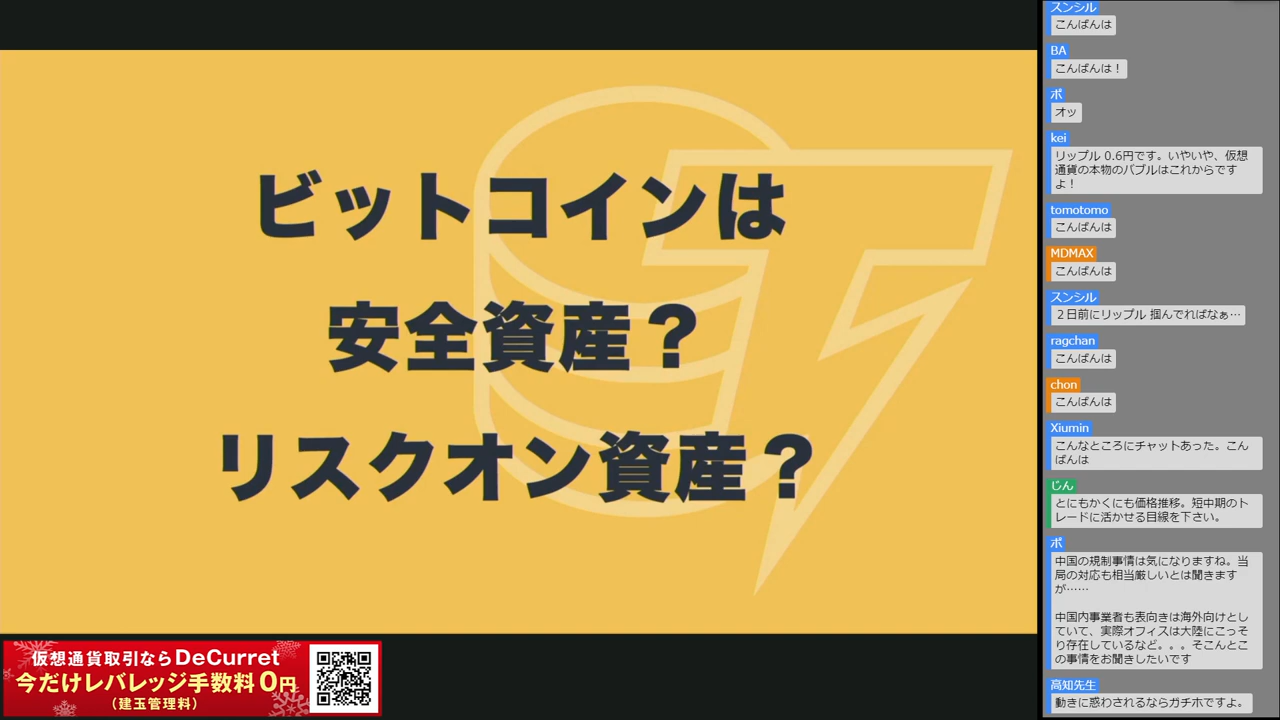 ビットコインは
安全資産？
リスクオン資産？
仮想通貨取引ならDeCurret
今だけレバレッジ手数料0円
（建玉管理料）
スンシル
こんばんは
BA
こんばんは！
ポ
オッ
kei
リップル 0.6円です。いやいや、仮想
通貨の本物のバブルはこれからです
よ！
tomotomo
こんばんは
MDMAX
こんばんは
スンシル
２日前にリップル 掴んでればなぁ…
ragchan
こんばんは
chon
こんばんは
Xiumin
こんなところにチャットあった。こん
ばんは
じん
とにもかくにも価格推移。短中期のト
レードに活かせる目線を下さい。
ポ
中国の規制事情は気になりますね。当
局の対応も相当厳しいとは聞きます
が……
中国内事業者も表向きは海外向けとし
ていて、実際オフィスは大陸にこっそ
り存在しているなど。。。そこんとこ
の事情をお聞きしたいです
高知先生
動きに惑わされるならガチホですよ。